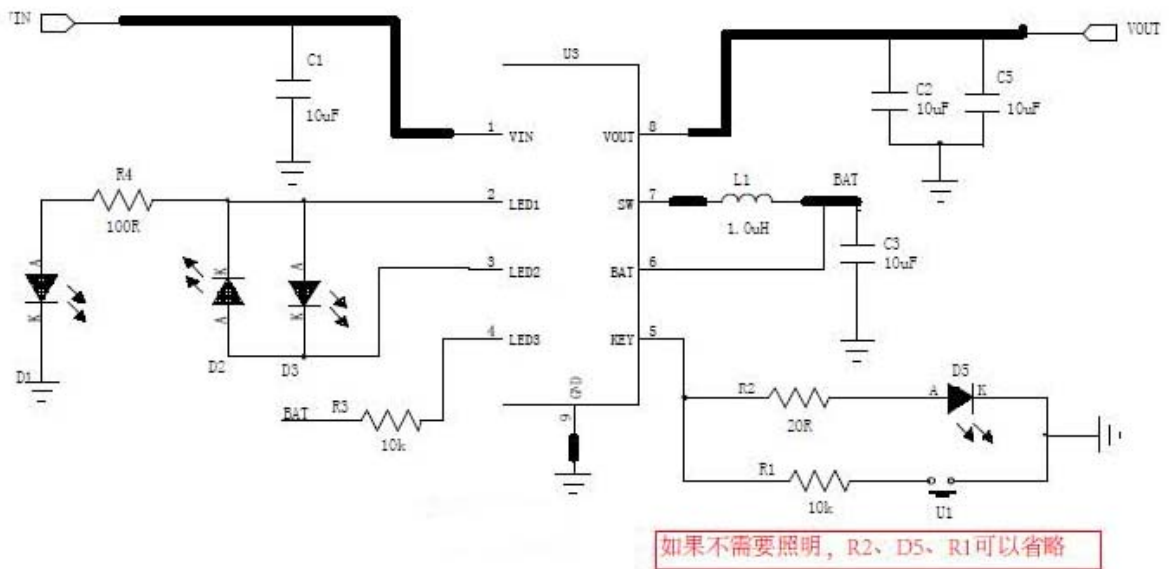 VIN
VOUT
U3
C1
10uF
C2
10uF
C5
10uF
1
VIN
VOUT
8
R4
100R
2
LED1
SW
7
L1
1.0uH
BAT
3
LED2
BAT
6
C3
10uF
A
K
K
A
A
K
4
LED3
KEY
5
D1
D2
D3
GND
9
BAT
R3
10k
R2
20R
A
D5
K
R1
10k
U1
如果不需要照明，R2、D5、R1可以省略